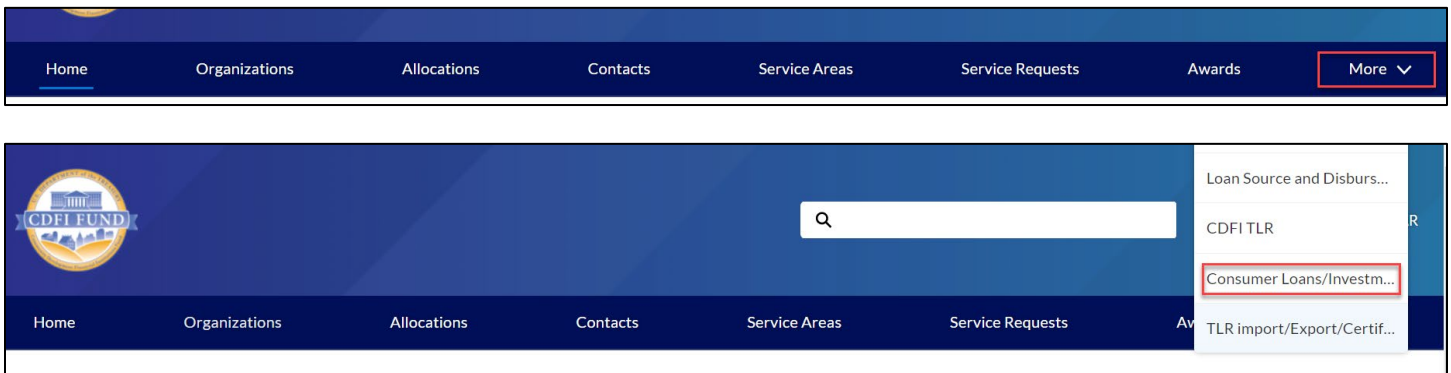 Home Organizations Allocations Contacts Service Areas Service Requests Awards More
Loan Source and Disburs...
CDFI FUND
CDFI TLR
R
Consumer Loans/Investm...
Home Organizations Allocations Contacts Service Areas Service Requests Aw
TLR import/Export/Certif...